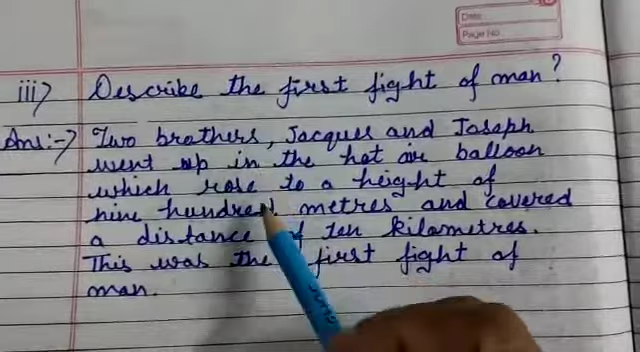 Date:
Page No.
iii) Describe the first fight of man?
Ans:-) Two brothers, Jacques and Jasaph
went up in the hot air balloon
which rose to a height of
nine hundred metres and covered
a distance of ten kilometres.
This was the first fight of
man.